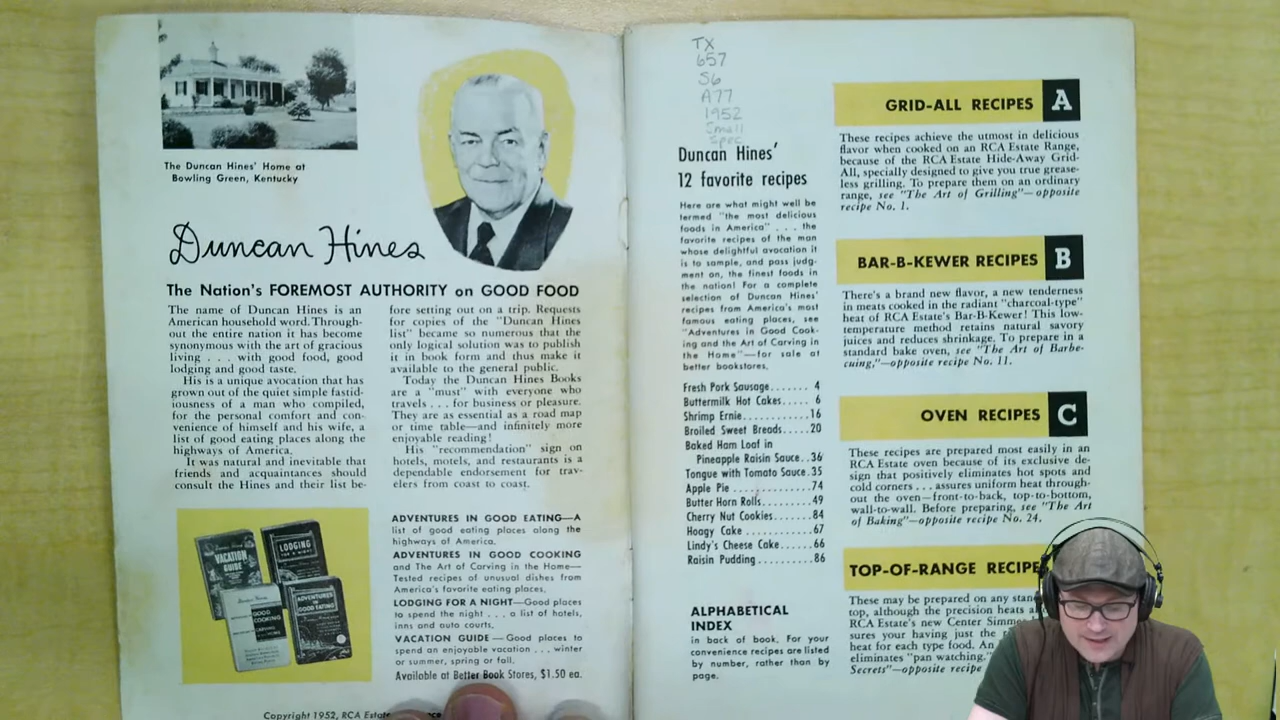 The Duncan Hines' Home at
Bowling Green, Kentucky
Duncan Hines
The Nation's FOREMOST AUTHORITY on GOOD FOOD
The name of Duncan Hines is an
American household word. Through-
out the entire nation it has become
synonymous with the art of gracious
living . . . with good food, good
lodging and good taste.
His is a unique avocation that has
grown out of the quiet simple fastid-
iousness of a man who compiled,
for the personal comfort and con-
venience of himself and his wife, a
list of good eating places along the
highways of America.
It was natural and inevitable that
friends and acquaintances should
consult the Hines and their list be-
fore setting out on a trip. Requests
for copies of the "Duncan Hines
list" became so numerous that the
only logical solution was to publish
it in book form and thus make it
available to the general public.
Today the Duncan Hines Books
are a "must" with everyone who
travels . . . for business or pleasure.
They are as essential as a road map
or time table—and infinitely more
enjoyable reading!
His "recommendation" sign on
hotels, motels, and restaurants is a
dependable endorsement for trav-
elers from coast to coast.
VACATION
GUIDE
LODGING
FOR A NIGHT
GOOD
COOKING
ADVENTURES IN
GOOD EATING
ADVENTURES IN GOOD EATING—A
list of good eating places along the
highways of America.
ADVENTURES IN GOOD COOKING
and The Art of Carving in the Home—
Tested recipes of unusual dishes from
America's favorite eating places.
LODGING FOR A NIGHT—Good places
to spend the night . . . a list of hotels,
inns and auto courts.
VACATION GUIDE—Good places to
spend an enjoyable vacation . . . winter
or summer, spring or fall.
Available at Better Book Stores, $1.50 ea.
Copyright 1952, RCA Estate
TX
657
S6
A77
1952
Small
Spec
Duncan Hines'
12 favorite recipes
Here are what might well be
termed "the most delicious
foods in America" . . . the
favorite recipes of the man
whose delightful avocation it
is to sample, and pass judg-
ment on, the finest foods in
the nation! For a complete
selection of Duncan Hines'
recipes from America's most
famous eating places, see
"Adventures in Good Cook-
ing and the Art of Carving in
the Home"—for sale at
better bookstores.
Fresh Pork Sausage....... 4
Buttermilk Hot Cakes..... 6
Shrimp Ernie..........16
Broiled Sweet Breads.....20
Baked Ham Loaf in
Pineapple Raisin Sauce..36
Tongue with Tomato Sauce.35
Apple Pie ............74
Butter Horn Rolls.......49
Cherry Nut Cookies......84
Hoagy Cake ..........67
Lindy's Cheese Cake.....66
Raisin Pudding.........86
ALPHABETICAL
INDEX
in back of book. For your
convenience recipes are listed
by number, rather than by
page.
GRID-ALL RECIPES A
These recipes achieve the utmost in delicious
flavor when cooked on an RCA Estate Range,
because of the RCA Estate Hide-Away Grid-
All, specially designed to give you true grease-
less grilling. To prepare them on an ordinary
range, see "The Art of Grilling"—opposite
recipe No. 1.
BAR-B-KEWER RECIPES B
There's a brand new flavor, a new tenderness
in meats cooked in the radiant "charcoal-type"
heat of RCA Estate's Bar-B-Kewer! This low-
temperature method retains natural savory
juices and reduces shrinkage. To prepare in a
standard bake oven, see "The Art of Barbe-
cuing,"—opposite recipe No. 11.
OVEN RECIPES C
These recipes are prepared most easily in an
RCA Estate oven because of its exclusive de-
sign that positively eliminates hot spots and
cold corners . . . assures uniform heat through-
out the oven—front-to-back, top-to-bottom,
wall-to-wall. Before preparing, see "The Art
of Baking"—opposite recipe No. 24.
TOP-OF-RANGE RECIPE
These may be prepared on any stan
top, although the precision heats a
RCA Estate's new Center Simme
sures your having just the r
heat for each type food. An
eliminates "pan watching."
Secrets"—opposite recip